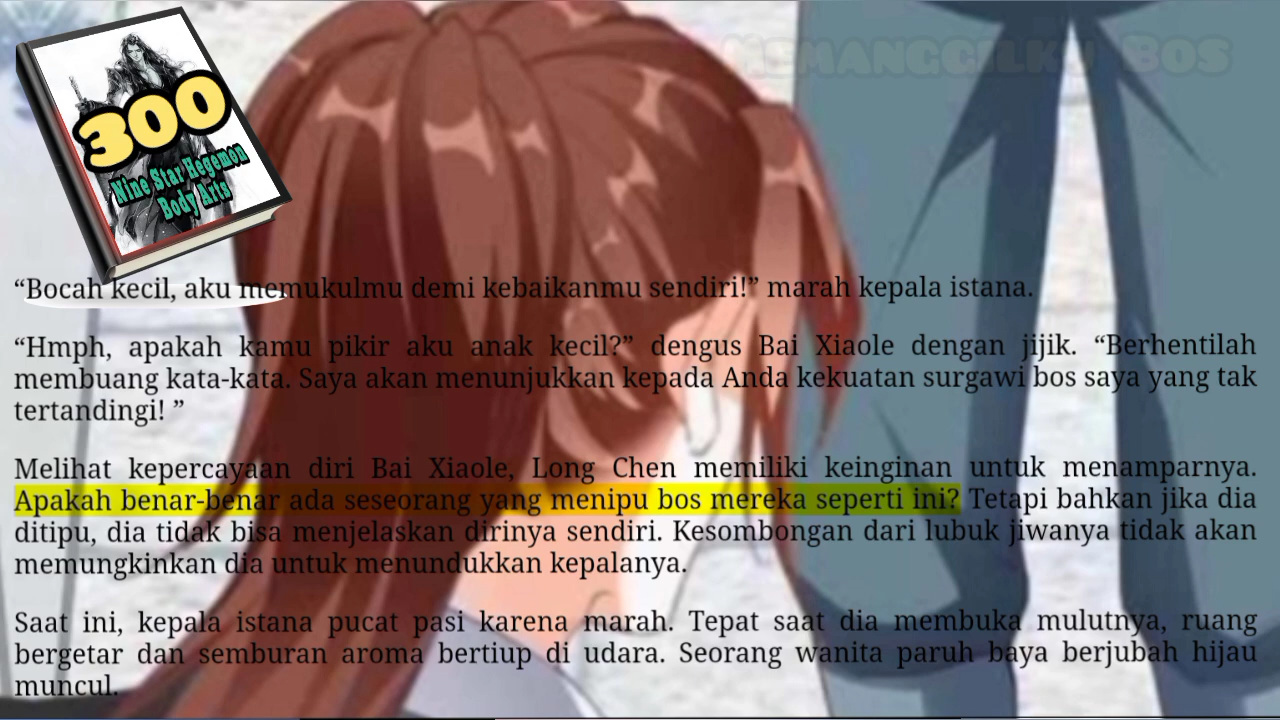 MEMANGGILKU BOS
300
Nine Star Hegemon
Body Arts
“Bocah kecil, aku memukulmu demi kebaikanmu sendiri!” marah kepala istana.
“Hmph, apakah kamu pikir aku anak kecil?” dengus Bai Xiaole dengan jijik. “Berhentilah
membuang kata-kata. Saya akan menunjukkan kepada Anda kekuatan surgawi bos saya yang tak
tertandingi! ”
Melihat kepercayaan diri Bai Xiaole, Long Chen memiliki keinginan untuk menamparnya.
Apakah benar-benar ada seseorang yang menipu bos mereka seperti ini? Tetapi bahkan jika dia
ditipu, dia tidak bisa menjelaskan dirinya sendiri. Kesombongan dari lubuk jiwanya tidak akan
memungkinkan dia untuk menundukkan kepalanya.
Saat ini, kepala istana pucat pasi karena marah. Tepat saat dia membuka mulutnya, ruang
bergetar dan semburan aroma bertiup di udara. Seorang wanita paruh baya berjubah hijau
muncul.